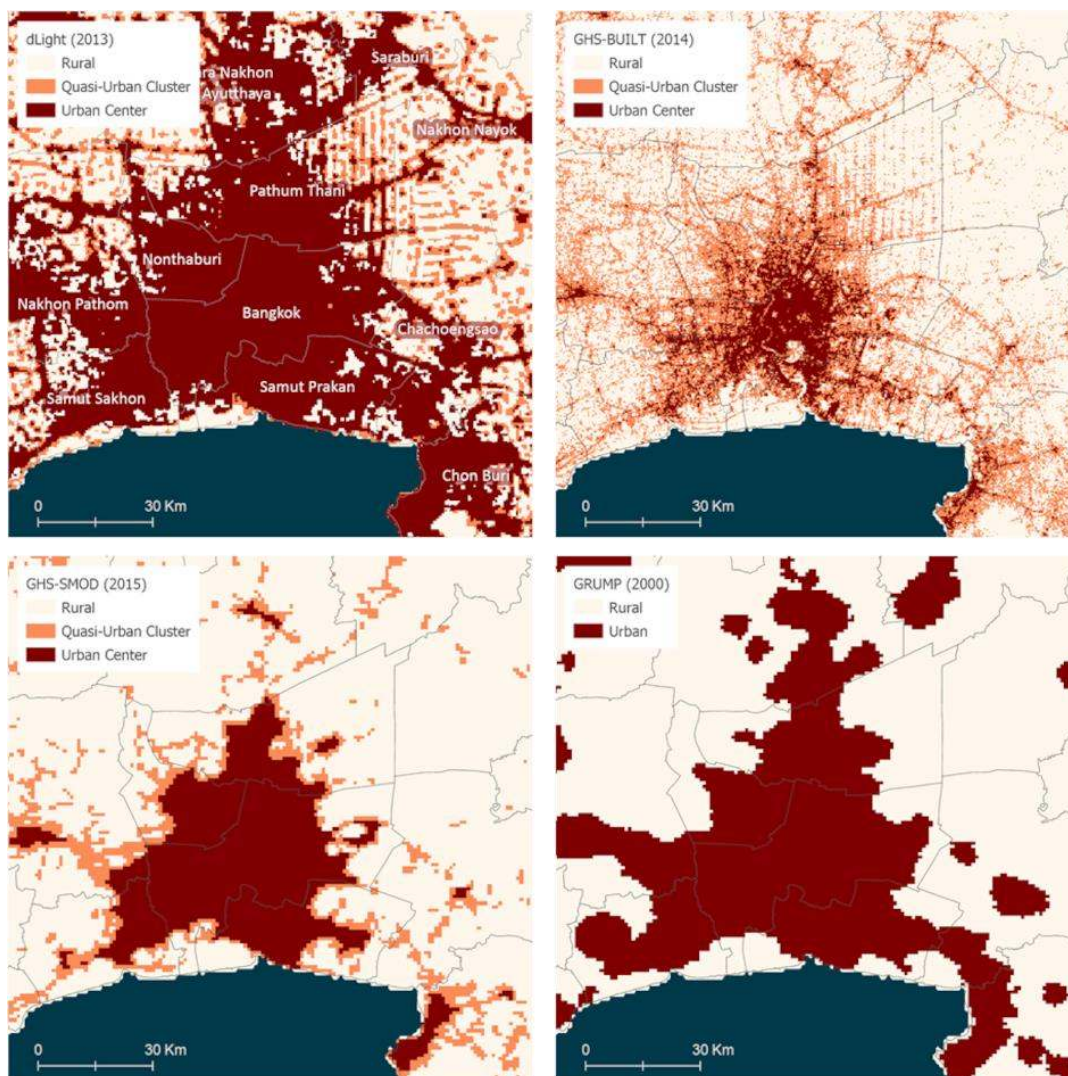 dLight (2013)
Rural
Quasi-Urban Cluster
Urban Center
Saraburi
ara Nakhon
Ayutthaya
Nakhon Nayok
Pathum Thani
Nonthaburi
Nakhon Pathom
Bangkok
Chachoengsao
Samut Prakan
Samut Sakhon
Chon Buri
0 30 Km
GHS-BUILT (2014)
Rural
Quasi-Urban Cluster
Urban Center
0 30 Km
GHS-SMOD (2015)
Rural
Quasi-Urban Cluster
Urban Center
0 30 Km
GRUMP (2000)
Rural
Urban
0 30 Km